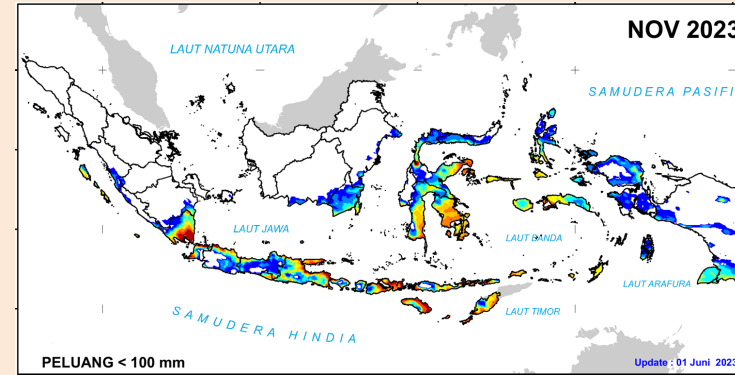 NOV 2023
LAUT NATUNA UTARA
SAMUDERA PASIFI
LAUT JAWA
LAUT BANDA
LAUT ARAFURA
SAMUDERA HINDIA
LAUT TIMOR
PELUANG < 100 mm
Update : 01 Juni 2023